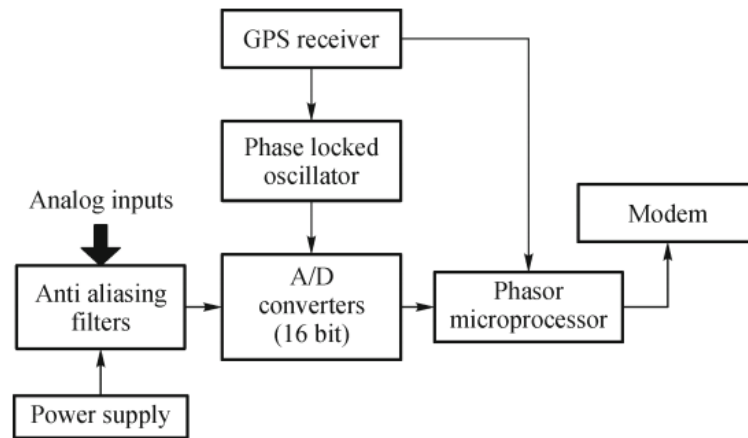 GPS receiver
Phase locked
oscillator
Analog inputs
Modem
Anti aliasing
filters
A/D
converters
(16 bit)
Phasor
microprocessor
Power supply